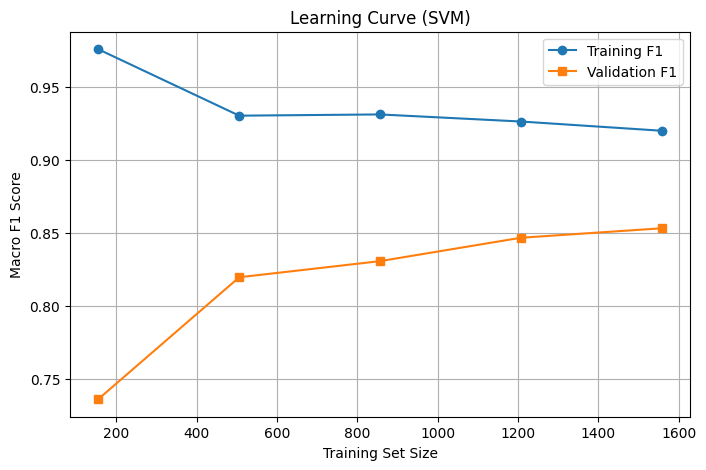 Learning Curve (SVM)
Training F1
Validation F1
Macro F1 Score
0.95
0.90
0.85
0.80
0.75
200 400 600 800 1000 1200 1400 1600
Training Set Size